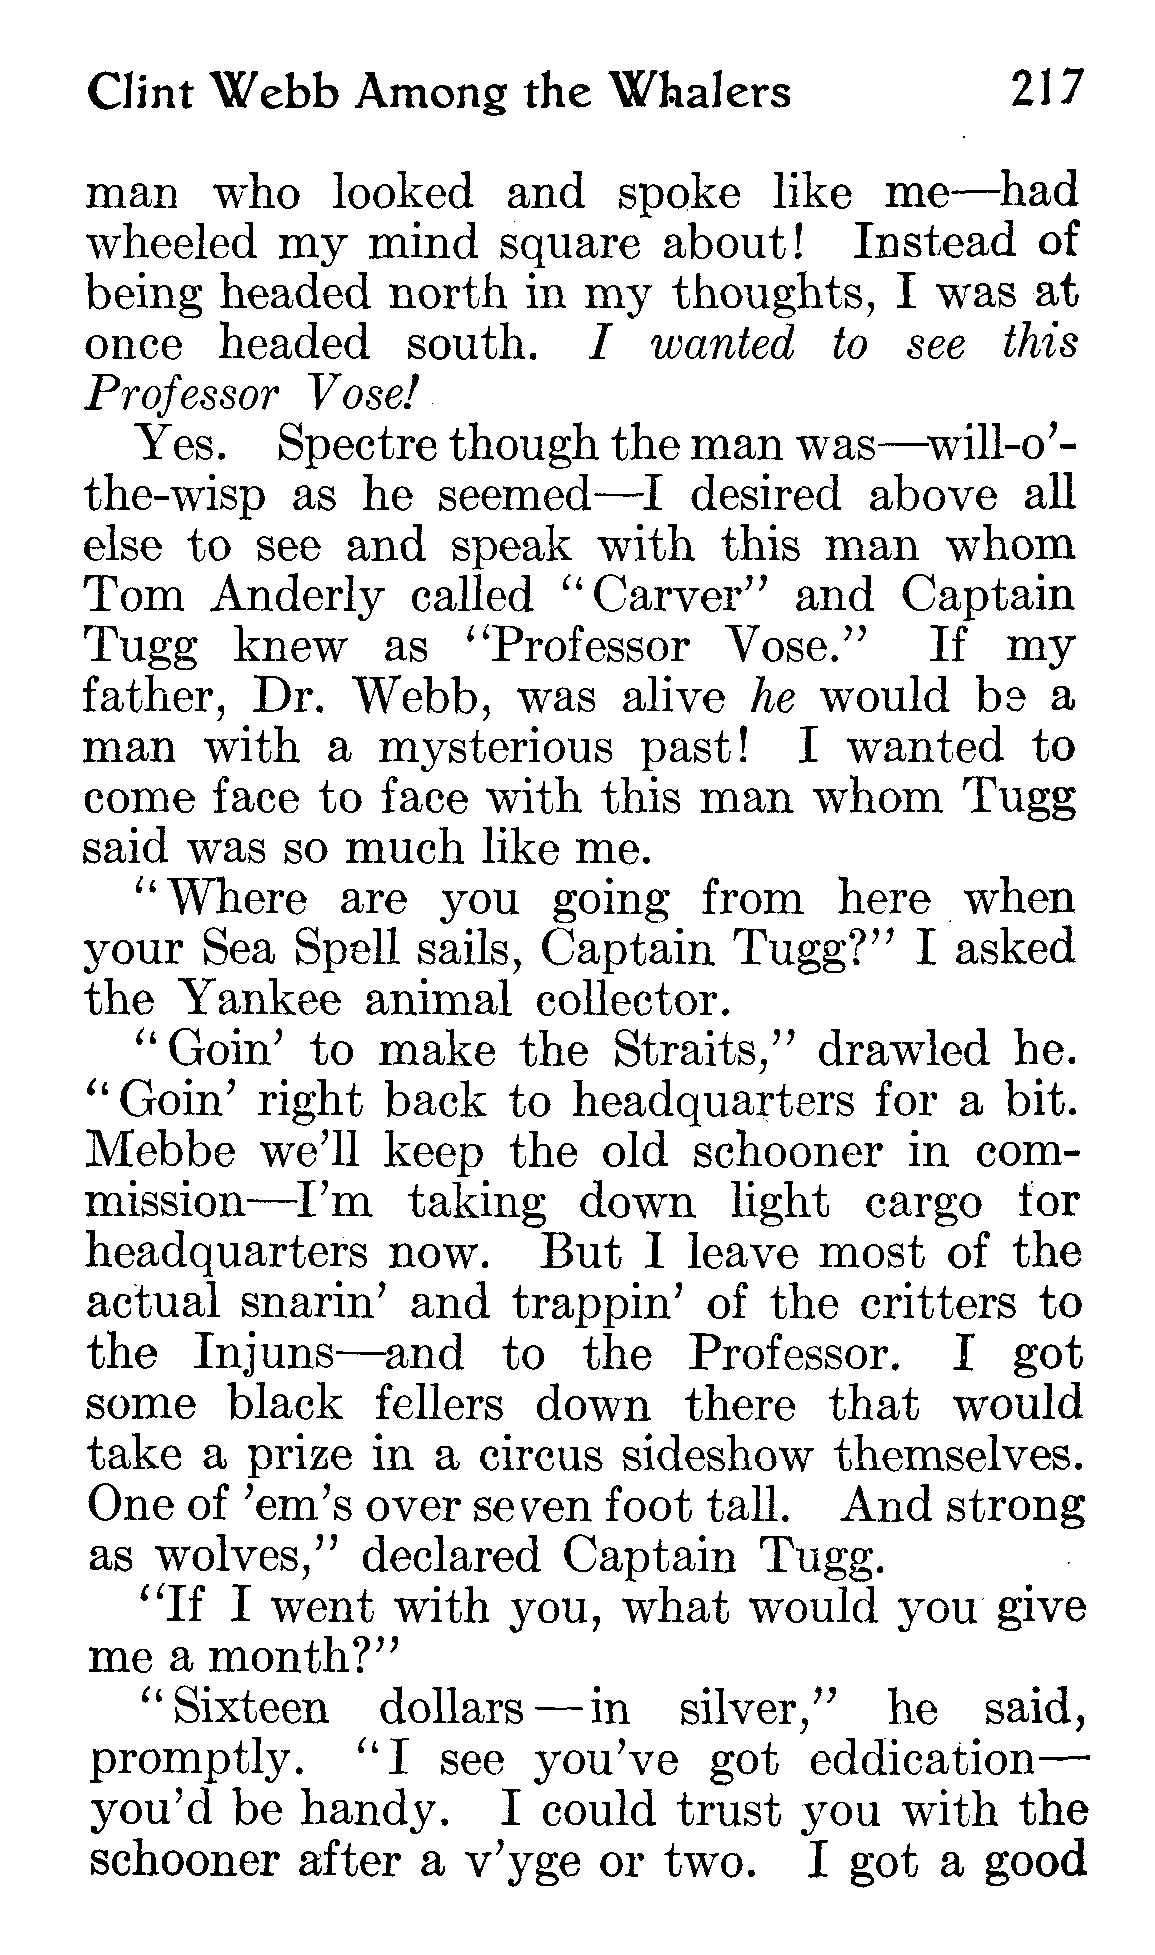 Clint Webb Among the Whalers 217
man who looked and spoke like me—had
wheeled my mind square about! Instead of
being headed north in my thoughts, I was at
once headed south. I wanted to see this
Professor Vose!
Yes. Spectre though the man was—will-o'-
the-wisp as he seemed—I desired above all
else to see and speak with this man whom
Tom Anderly called "Carver" and Captain
Tugg knew as "Professor Vose." If my
father, Dr. Webb, was alive he would be a
man with a mysterious past! I wanted to
come face to face with this man whom Tugg
said was so much like me.
"Where are you going from here when
your Sea Spell sails, Captain Tugg?" I asked
the Yankee animal collector.
"Goin' to make the Straits," drawled he.
"Goin' right back to headquarters for a bit.
Mebbe we'll keep the old schooner in com-
mission—I'm taking down light cargo for
headquarters now. But I leave most of the
actual snarin' and trappin' of the critters to
the Injuns—and to the Professor. I got
some black fellers down there that would
take a prize in a circus sideshow themselves.
One of 'em's over seven foot tall. And strong
as wolves," declared Captain Tugg.
"If I went with you, what would you give
me a month?"
"Sixteen dollars—in silver," he said,
promptly. "I see you've got eddication—
you'd be handy. I could trust you with the
schooner after a v'yge or two. I got a good